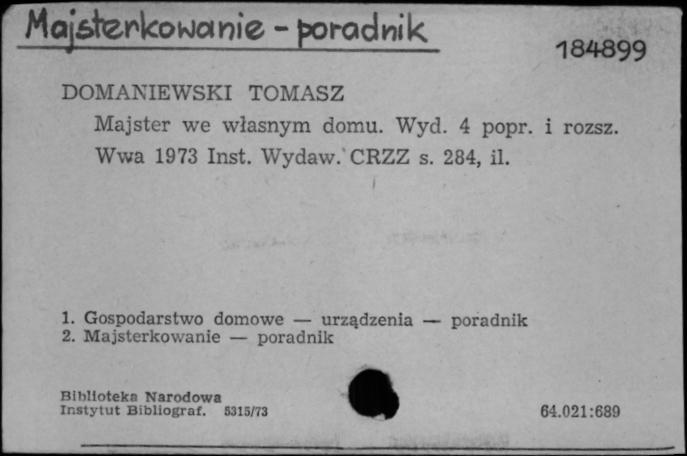 Majsterkowanie - poradnik
184899
DOMANIEWSKI TOMASZ
Majster we własnym domu. Wyd. 4 popr. i rozsz.
Wwa 1973 Inst. Wydaw. CRZZ s. 284, il.
1. Gospodarstwo domowe — urządzenia — poradnik
2. Majsterkowanie — poradnik
Biblioteka Narodowa
Instytut Bibliograf. 5315/73
64.021:689